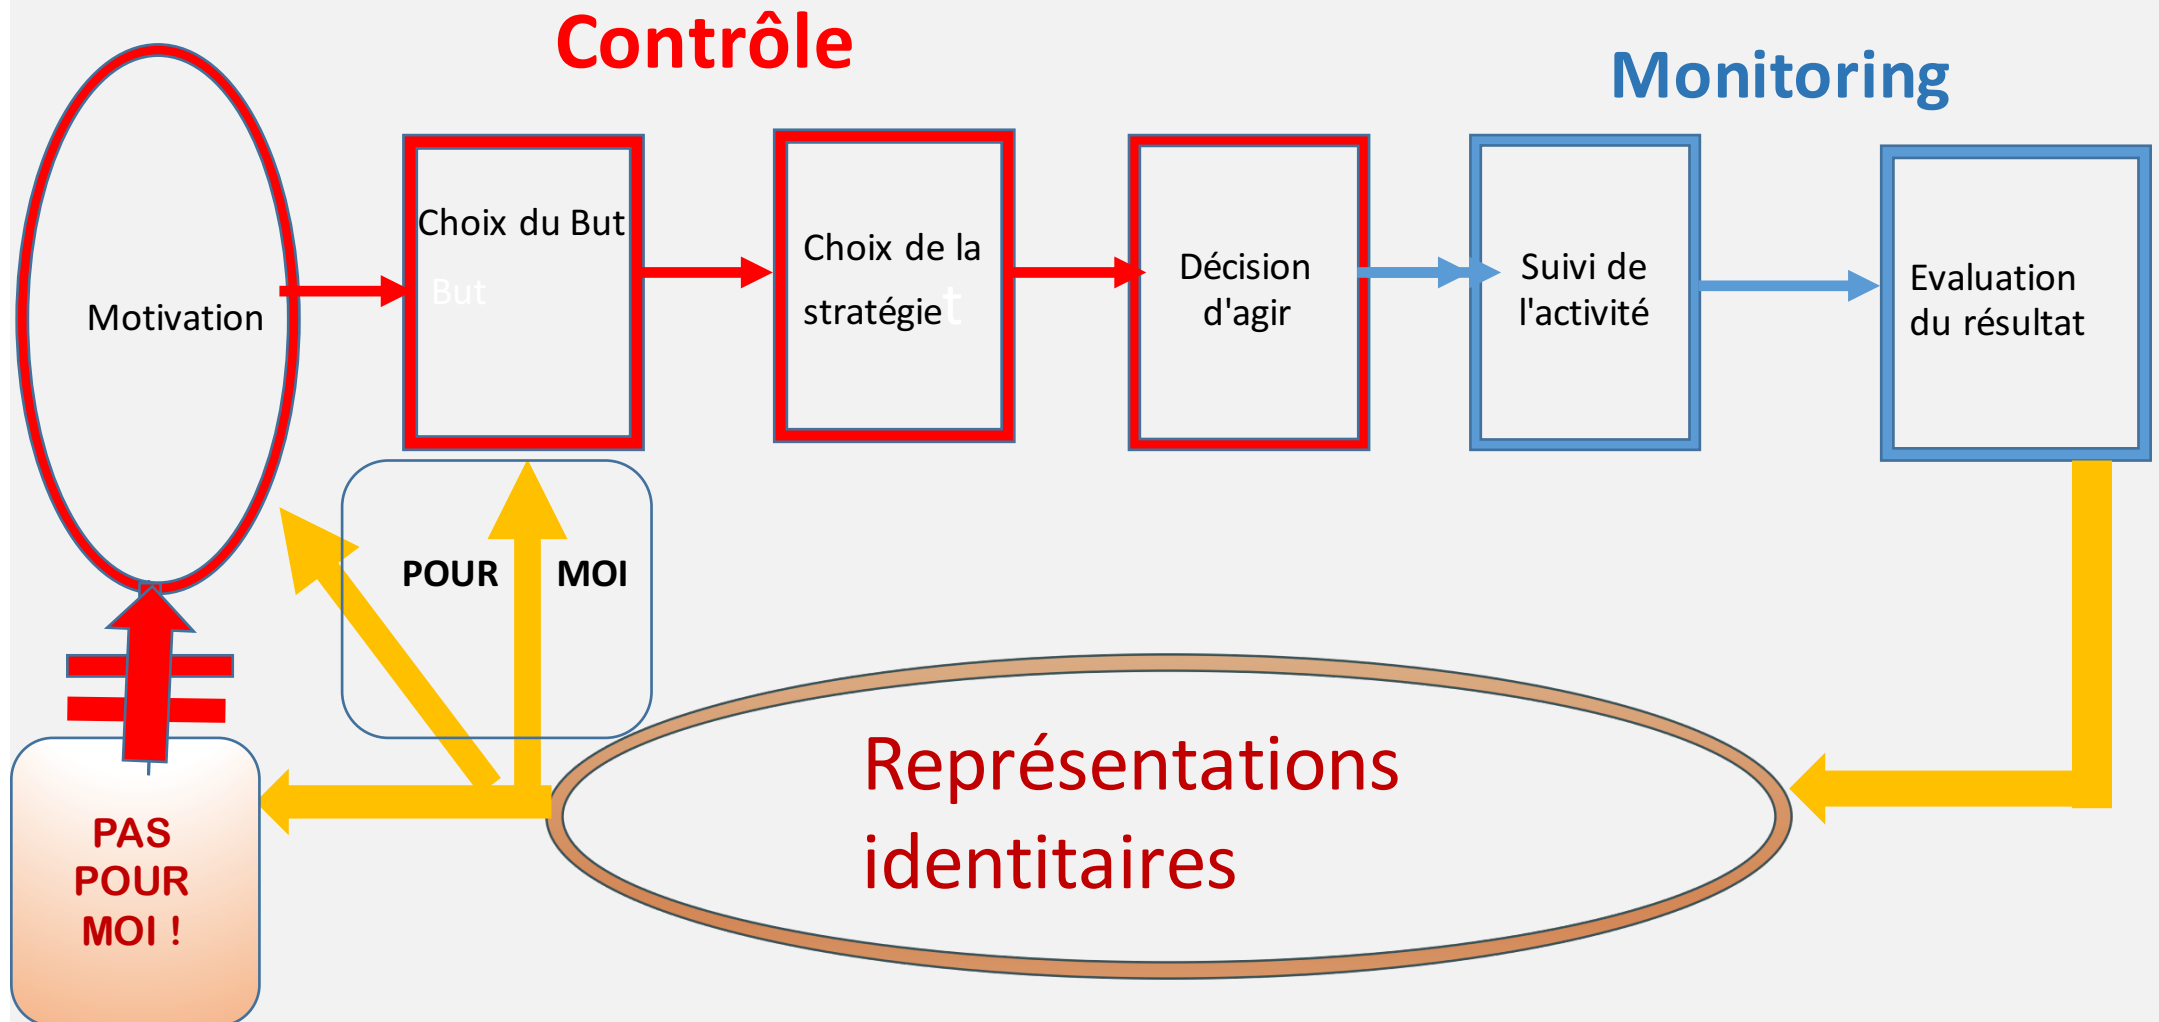 Contrôle
Monitoring
Motivation
Choix du But
But
Choix de la
stratégie t
Décision
d'agir
Suivi de
l'activité
Evaluation
du résultat
POUR MOI
Représentations
identitaires
PAS
POUR
MOI !